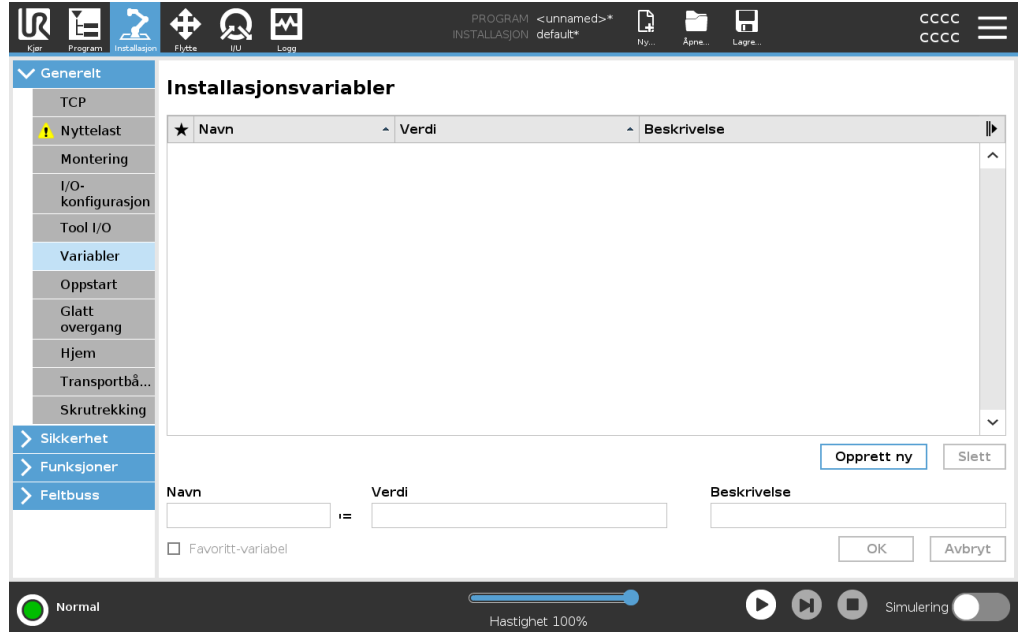 UR
Kjør
Program
Installasjon
Flytte
I/U
Logg
PROGRAM <unnamed>*
INSTALLASJON default*
Ny...
Åpne...
Lagre...
CCCC
CCCC
Generelt
TCP
Nyttelast
Montering
I/O-
konfigurasjon
Tool I/O
Variabler
Oppstart
Glatt
overgang
Hjem
Transportbå...
Skrutrekking
Sikkerhet
Funksjoner
Feltbuss
Installasjonsvariabler
Navn Verdi Beskrivelse
Opprett ny Slett
Navn Verdi Beskrivelse
:=
Favoritt-variabel
OK Avbryt
Normal
Hastighet 100%
Simulering